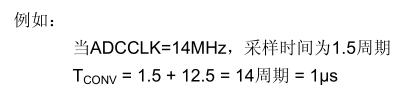 例如：
当ADCCLK=14MHz，采样时间为1.5周期
TCONV = 1.5 + 12.5 = 14周期 = 1μs